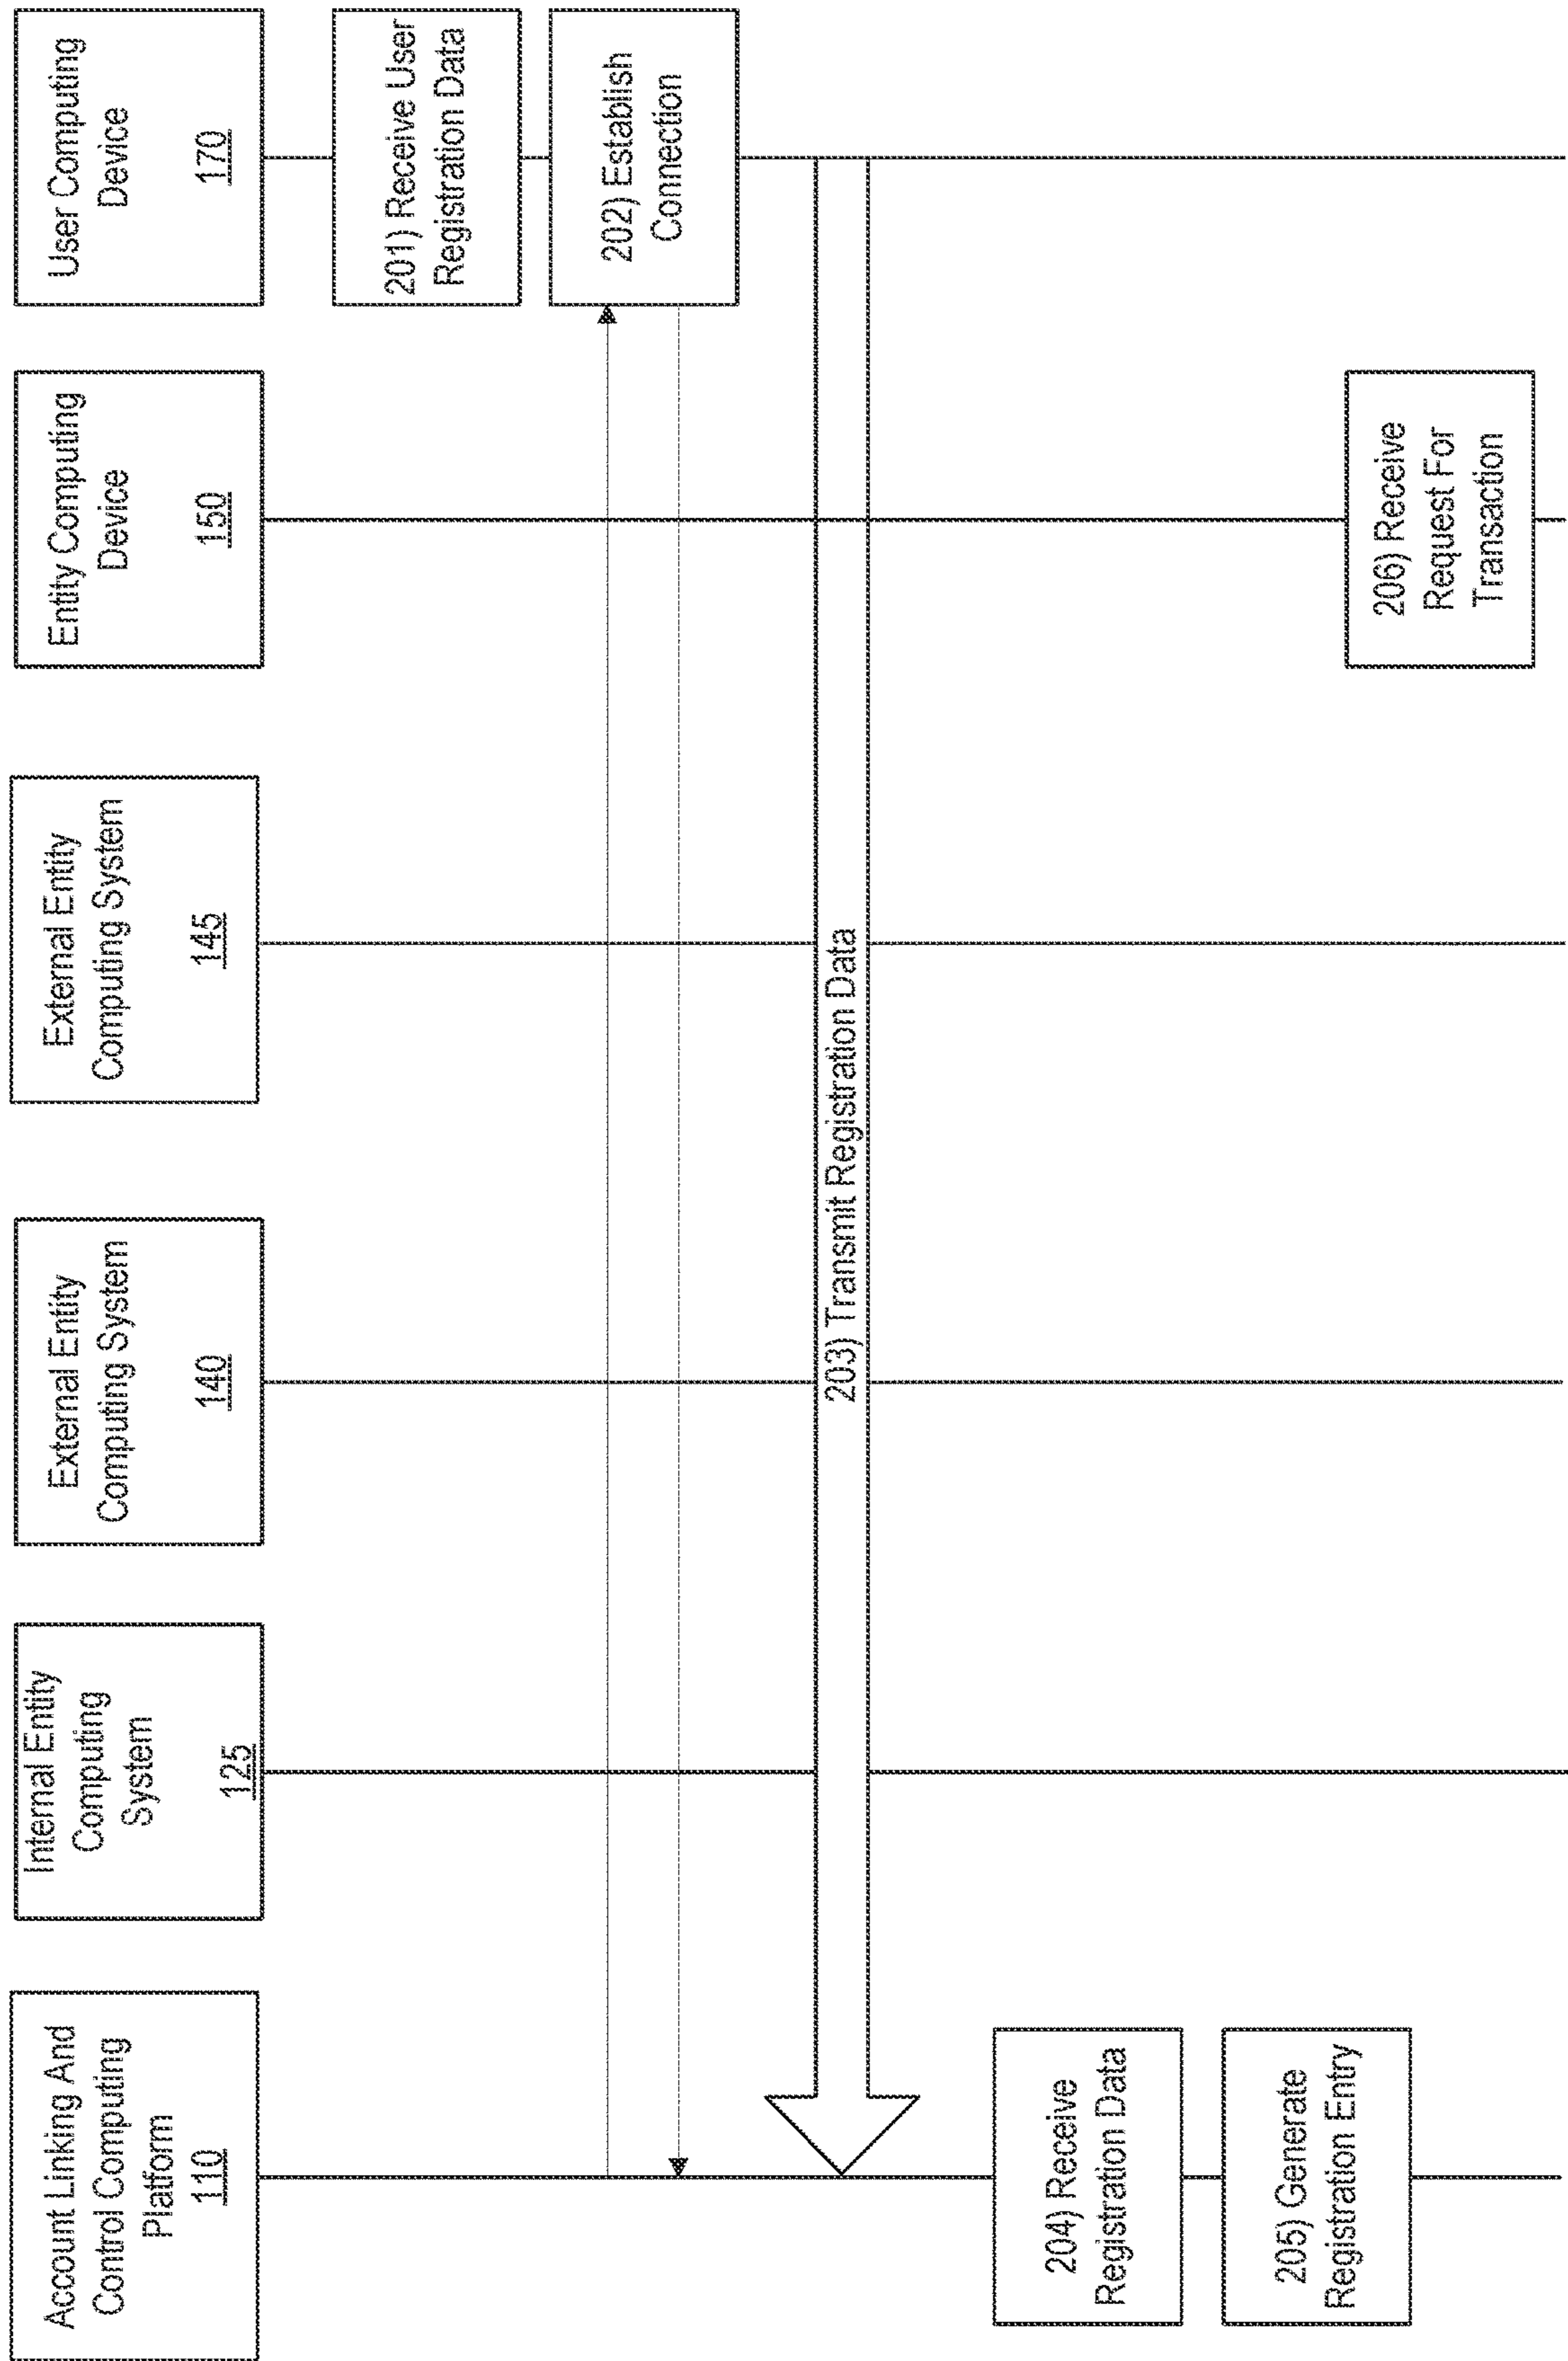 Account Linking And
Control Computing
Platform
110
Internal Entity
Computing
System
125
External Entity
Computing System
140
External Entity
Computing System
145
Entity Computing
Device
150
User Computing
Device
170
201) Receive User
Registration Data
202) Establish
Connection
203) Transmit Registration Data
204) Receive
Registration Data
205) Generate
Registration Entry
206) Receive
Request For
Transaction